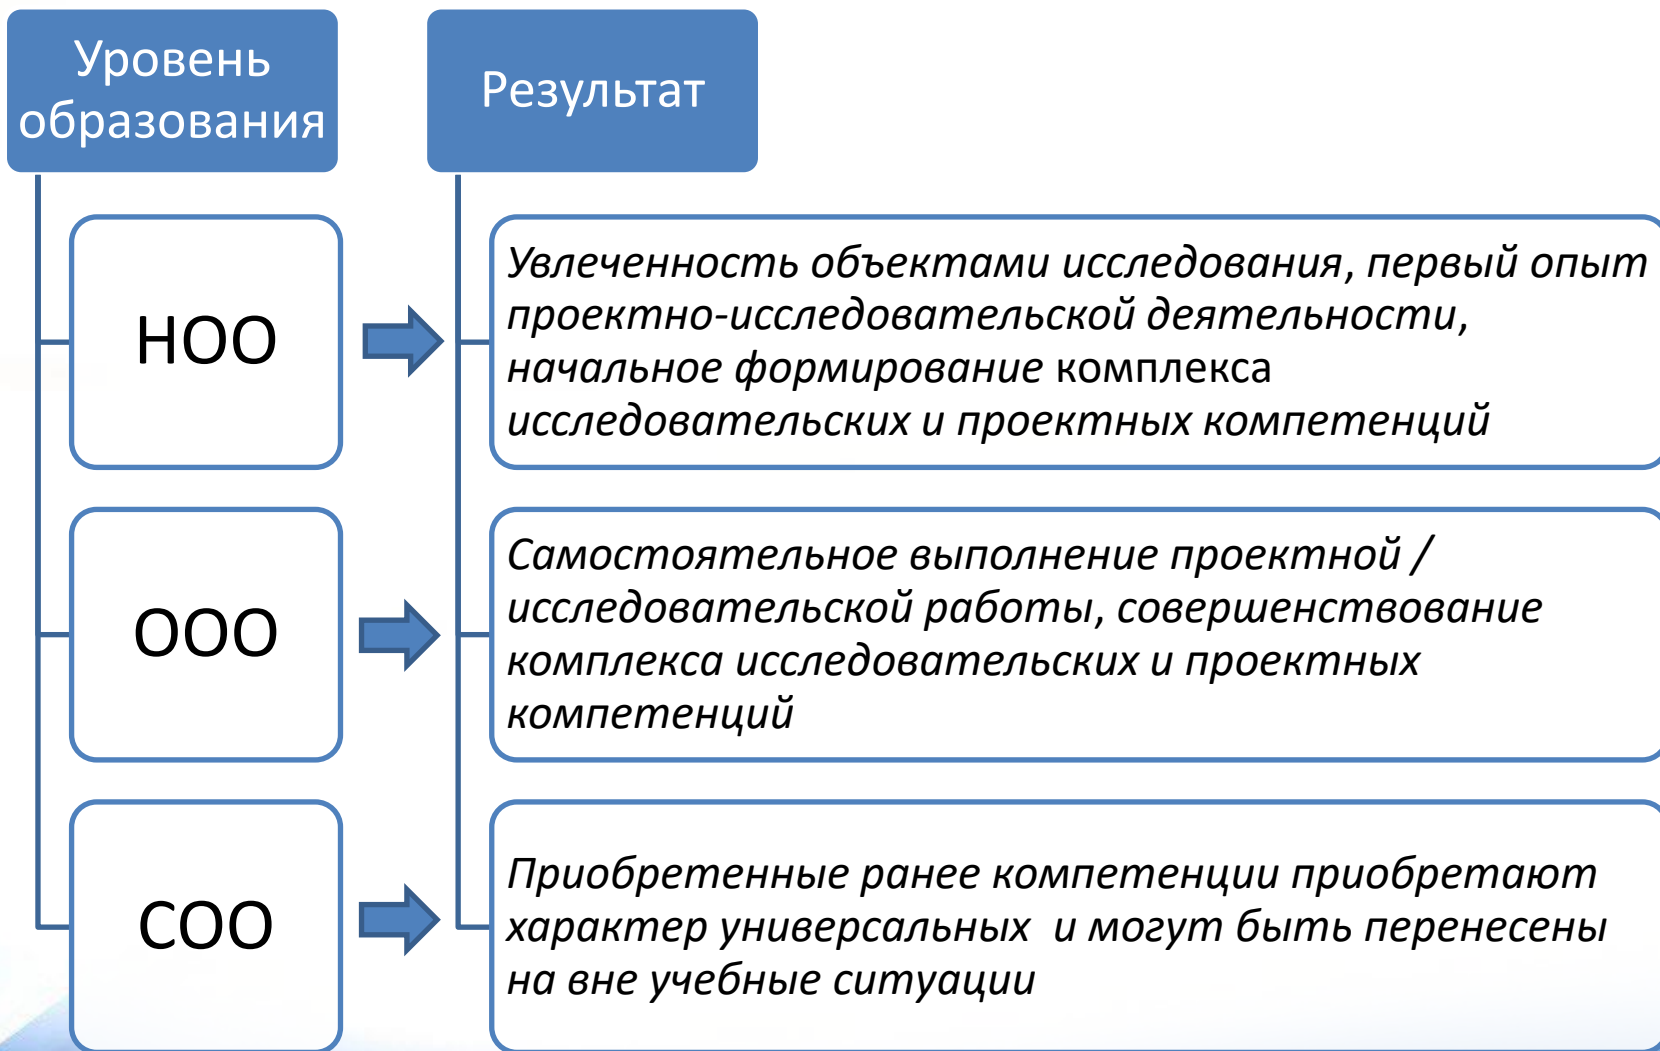 Уровень
образования
Результат
НОО
Увлеченность объектами исследования, первый опыт
проектно-исследовательской деятельности,
начальное формирование комплекса
исследовательских и проектных компетенций
ООО
Самостоятельное выполнение проектной /
исследовательской работы, совершенствование
комплекса исследовательских и проектных
компетенций
СОО
Приобретенные ранее компетенции приобретают
характер универсальных  и могут быть перенесены
на вне учебные ситуации